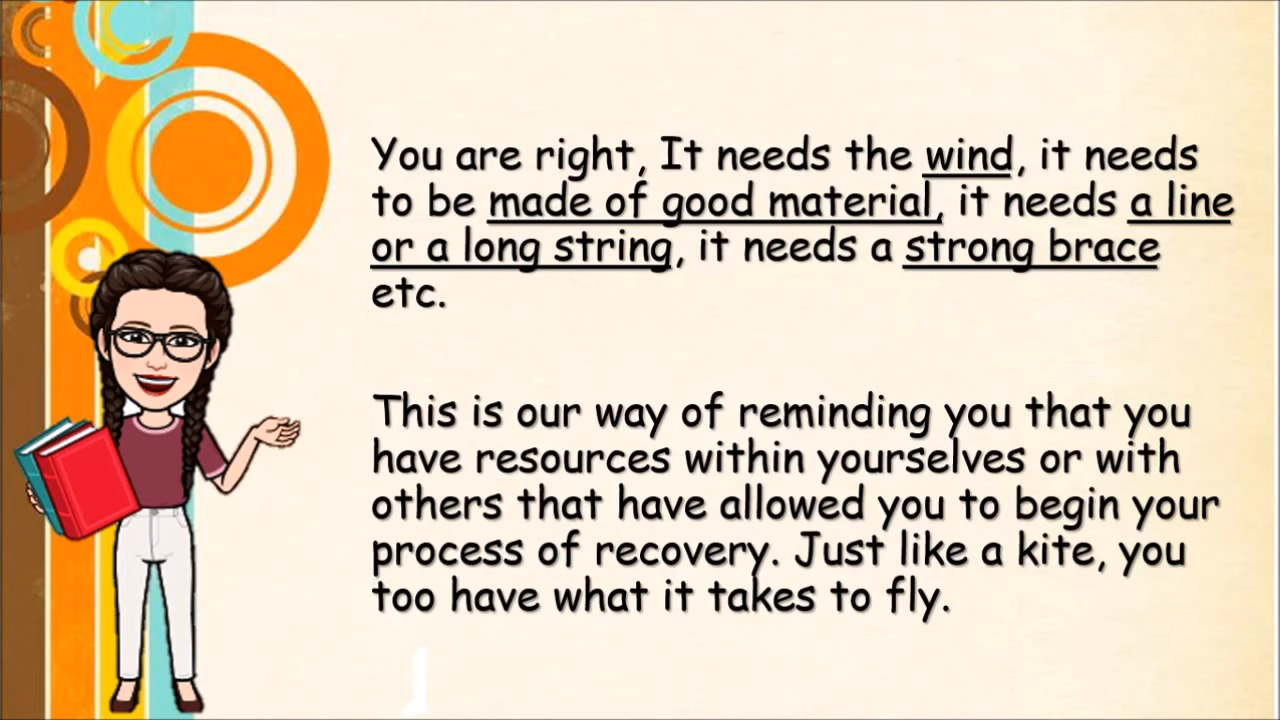 You are right, It needs the wind, it needs
to be made of good material, it needs a line
or a long string, it needs a strong brace
etc.
This is our way of reminding you that you
have resources within yourselves or with
others that have allowed you to begin your
process of recovery. Just like a kite, you
too have what it takes to fly.